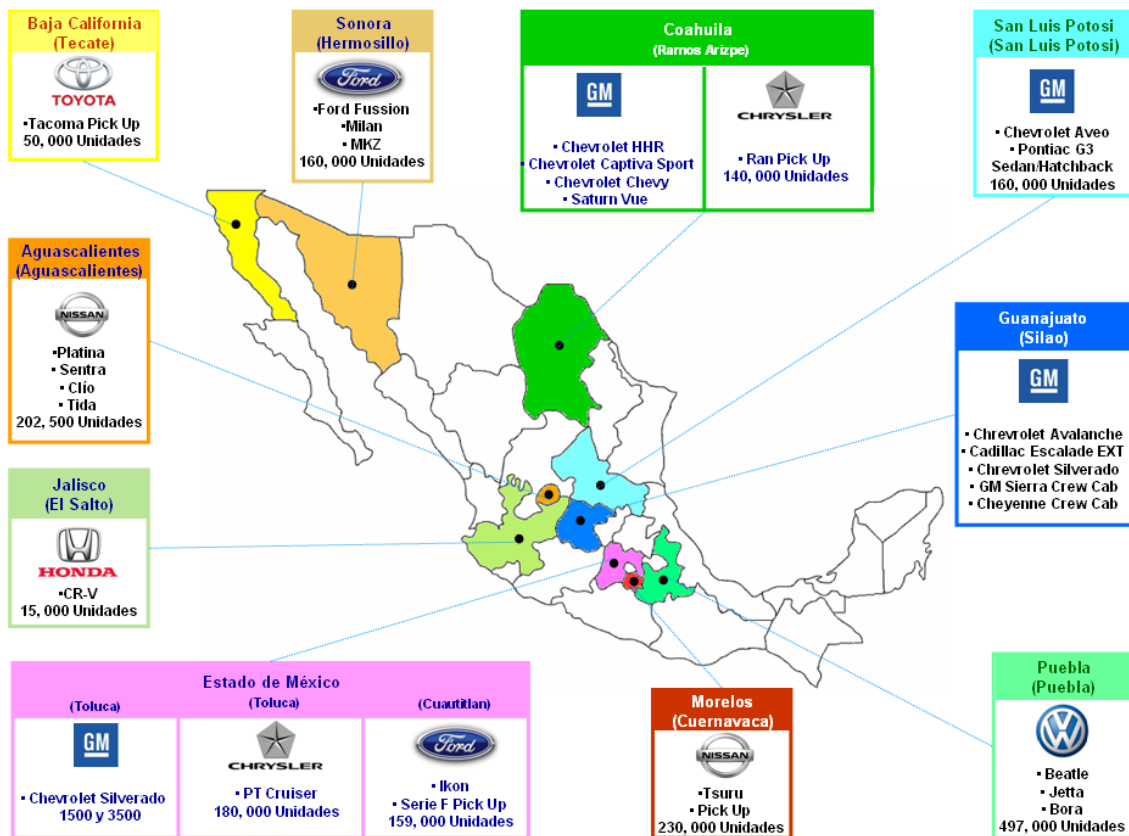 Baja California
(Tecate)
TOYOTA
▪Tacoma Pick Up
50, 000 Unidades
Sonora
(Hermosillo)
Ford
▪Ford Fussion
▪Milan
▪MKZ
160, 000 Unidades
Coahuila
(Ramos Arizpe)
GM
▪ Chevrolet HHR
▪ Chevrolet Captiva Sport
▪ Chevrolet Chevy
▪ Saturn Vue
CHRYSLER
▪ Ran Pick Up
140, 000 Unidades
San Luis Potosi
(San Luis Potosi)
GM
▪ Chevrolet Aveo
▪ Pontiac G3
Sedan/Hatchback
160, 000 Unidades
Aguascalientes
(Aguascalientes)
NISSAN
▪Platina
▪ Sentra
▪ Clío
▪ Tida
202, 500 Unidades
Guanajuato
(Silao)
GM
▪ Chrevrolet Avalanche
▪ Cadillac Escalade EXT
▪ Chrevrolet Silverado
▪ GM Sierra Crew Cab
▪ Cheyenne Crew Cab
Jalisco
(El Salto)
HONDA
▪CR-V
15, 000 Unidades
Estado de México
(Toluca)
GM
▪ Chevrolet Silverado
1500 y 3500
(Toluca)
CHRYSLER
▪ PT Cruiser
180, 000 Unidades
(Cuautitlan)
Ford
▪ Ikon
▪ Serie F Pick Up
159, 000 Unidades
Morelos
(Cuernavaca)
NISSAN
▪Tsuru
▪ Pick Up
230, 000 Unidades
Puebla
(Puebla)
VW
▪ Beatle
▪ Jetta
▪ Bora
497, 000 Unidades